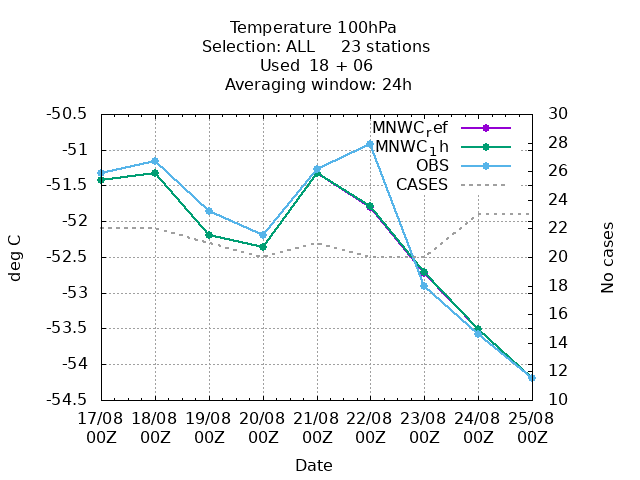 Temperature 100hPa
Selection: ALL     23 stations
Used  18 + 06
Averaging window: 24h
MNWCref
MNWC1h
OBS
CASES
-50.5
-51
-51.5
-52
-52.5
-53
-53.5
-54
-54.5
deg C
30
28
26
24
22
20
18
16
14
12
10
No cases
17/08 18/08 19/08 20/08 21/08 22/08 23/08 24/08 25/08
00Z 00Z 00Z 00Z 00Z 00Z 00Z 00Z 00Z
Date